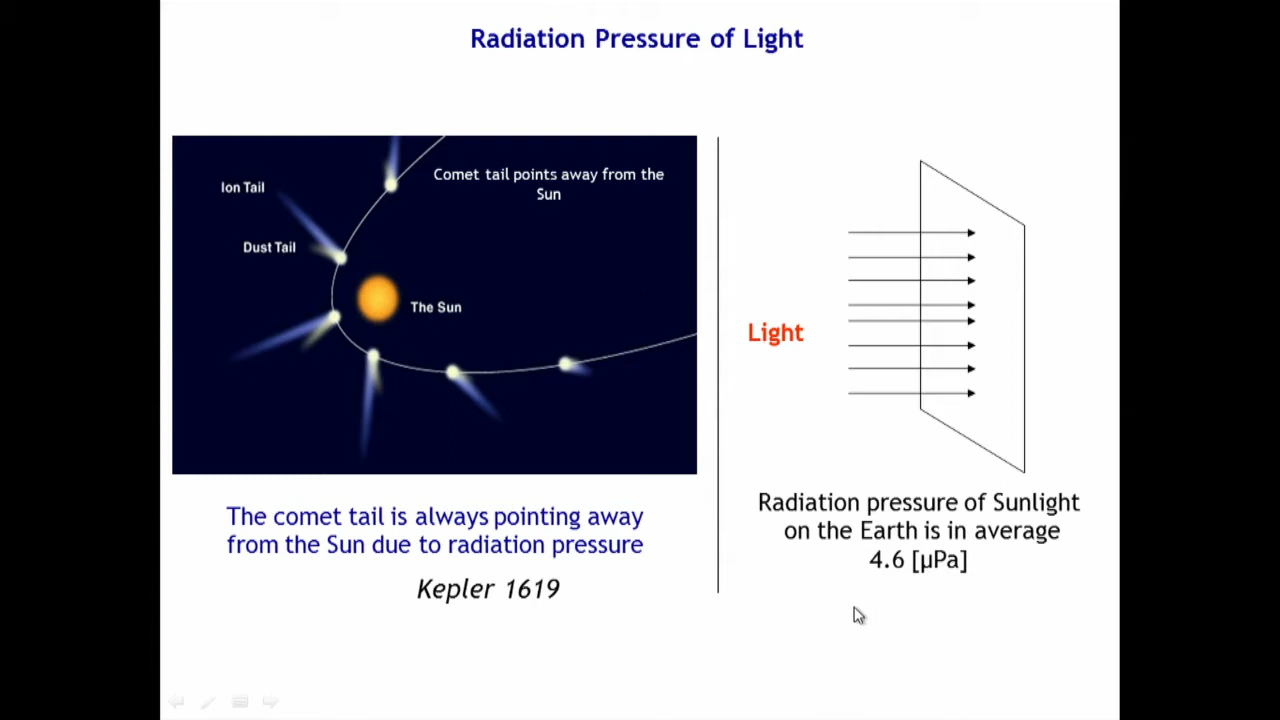 Radiation Pressure of Light
Ion Tail
Comet tail points away from the
Sun
Dust Tail
The Sun
Light
The comet tail is always pointing away
from the Sun due to radiation pressure
Kepler 1619
Radiation pressure of Sunlight
on the Earth is in average
4.6 [µPa]